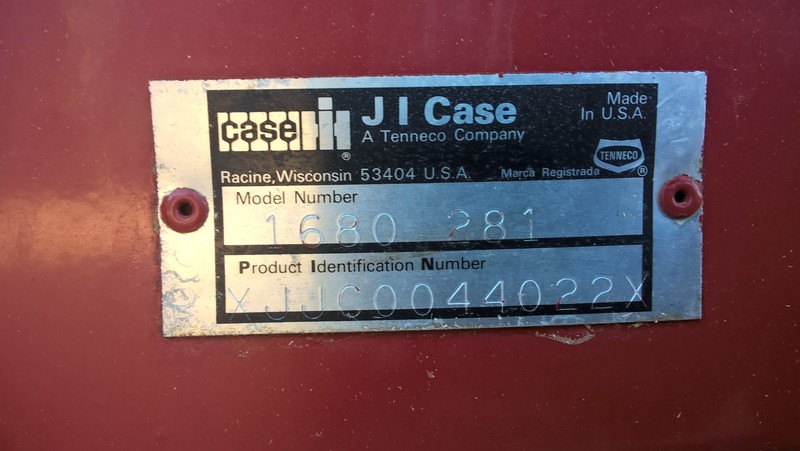 case IH ®
J I Case
A Tenneco Company
Made
In U.S.A.
TENNECO ®
Racine, Wisconsin 53404 U.S.A. Marca Registrada
Model Number
1680 281
Product Identification Number
XJJC0044022X